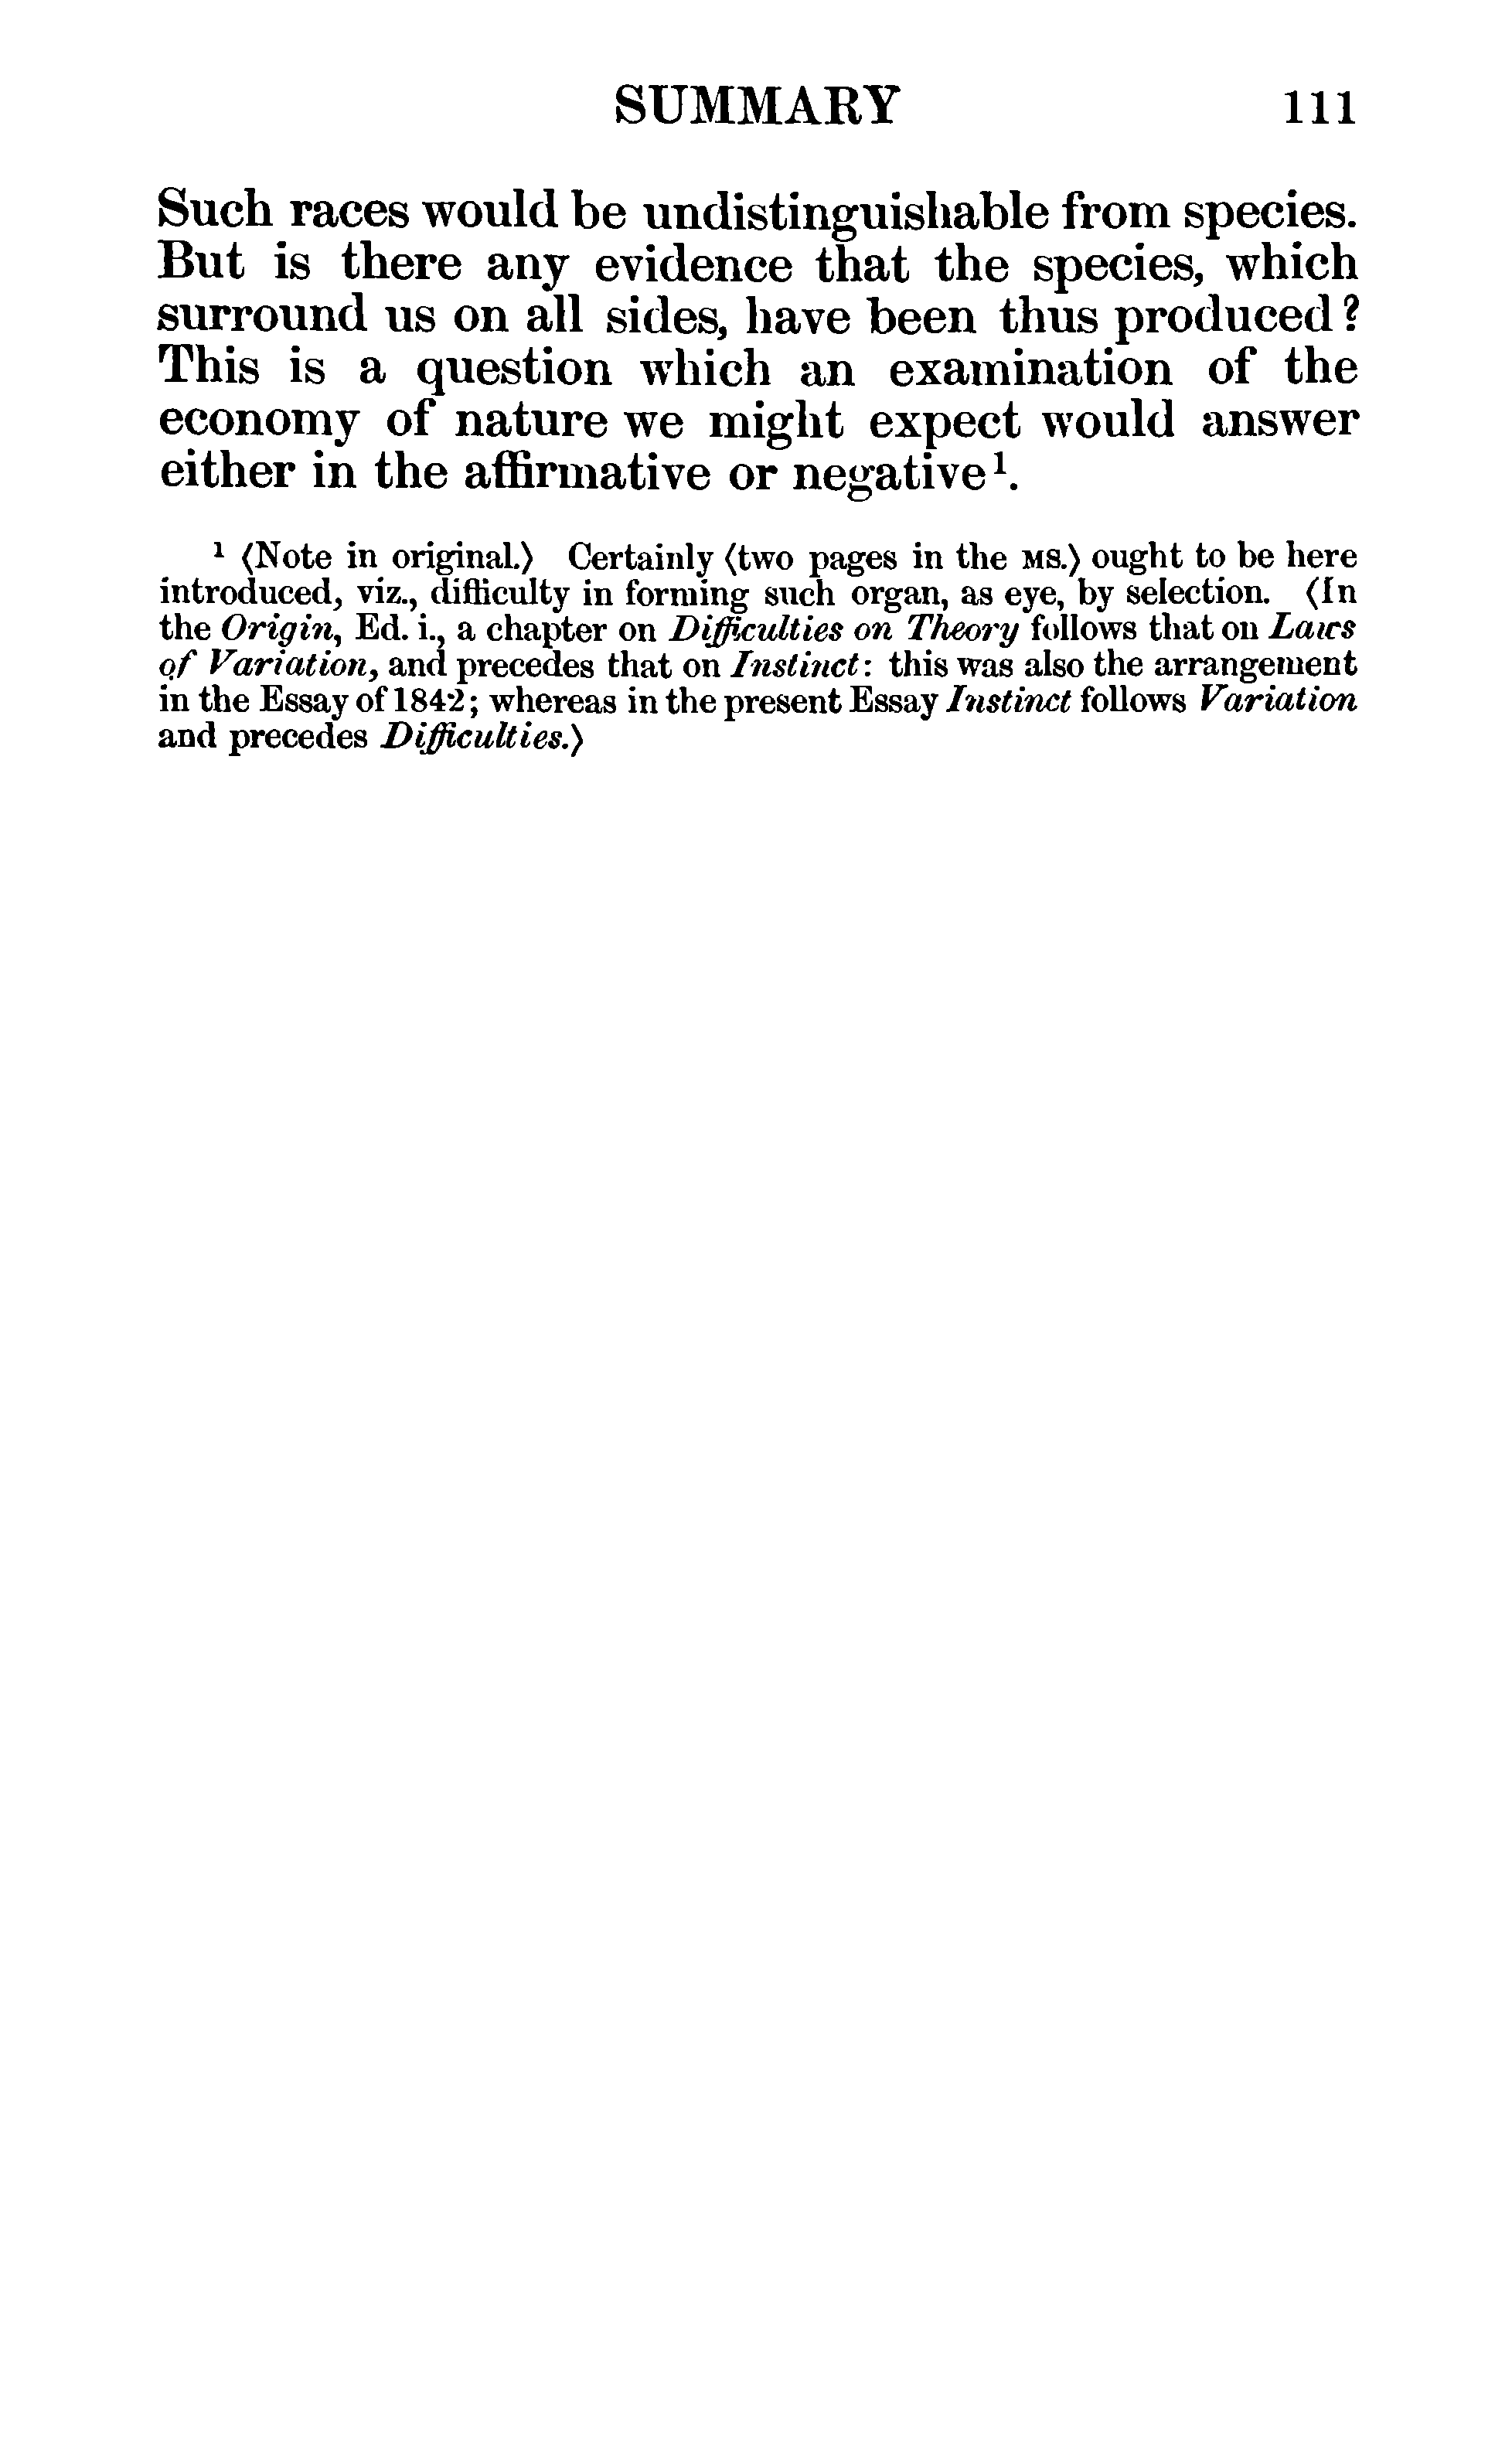 SUMMARY 111
Such races would be undistinguishable from species.
But is there any evidence that the species, which
surround us on all sides, have been thus produced?
This is a question which an examination of the
economy of nature we might expect would answer
either in the affirmative or negative¹.
¹ ⟨Note in original.⟩ Certainly ⟨two pages in the MS.⟩ ought to be here
introduced, viz., difficulty in forming such organ, as eye, by selection. ⟨In
the Origin, Ed. i., a chapter on Difficulties on Theory follows that on Laws
of Variation, and precedes that on Instinct: this was also the arrangement
in the Essay of 1842; whereas in the present Essay Instinct follows Variation
and precedes Difficulties.⟩